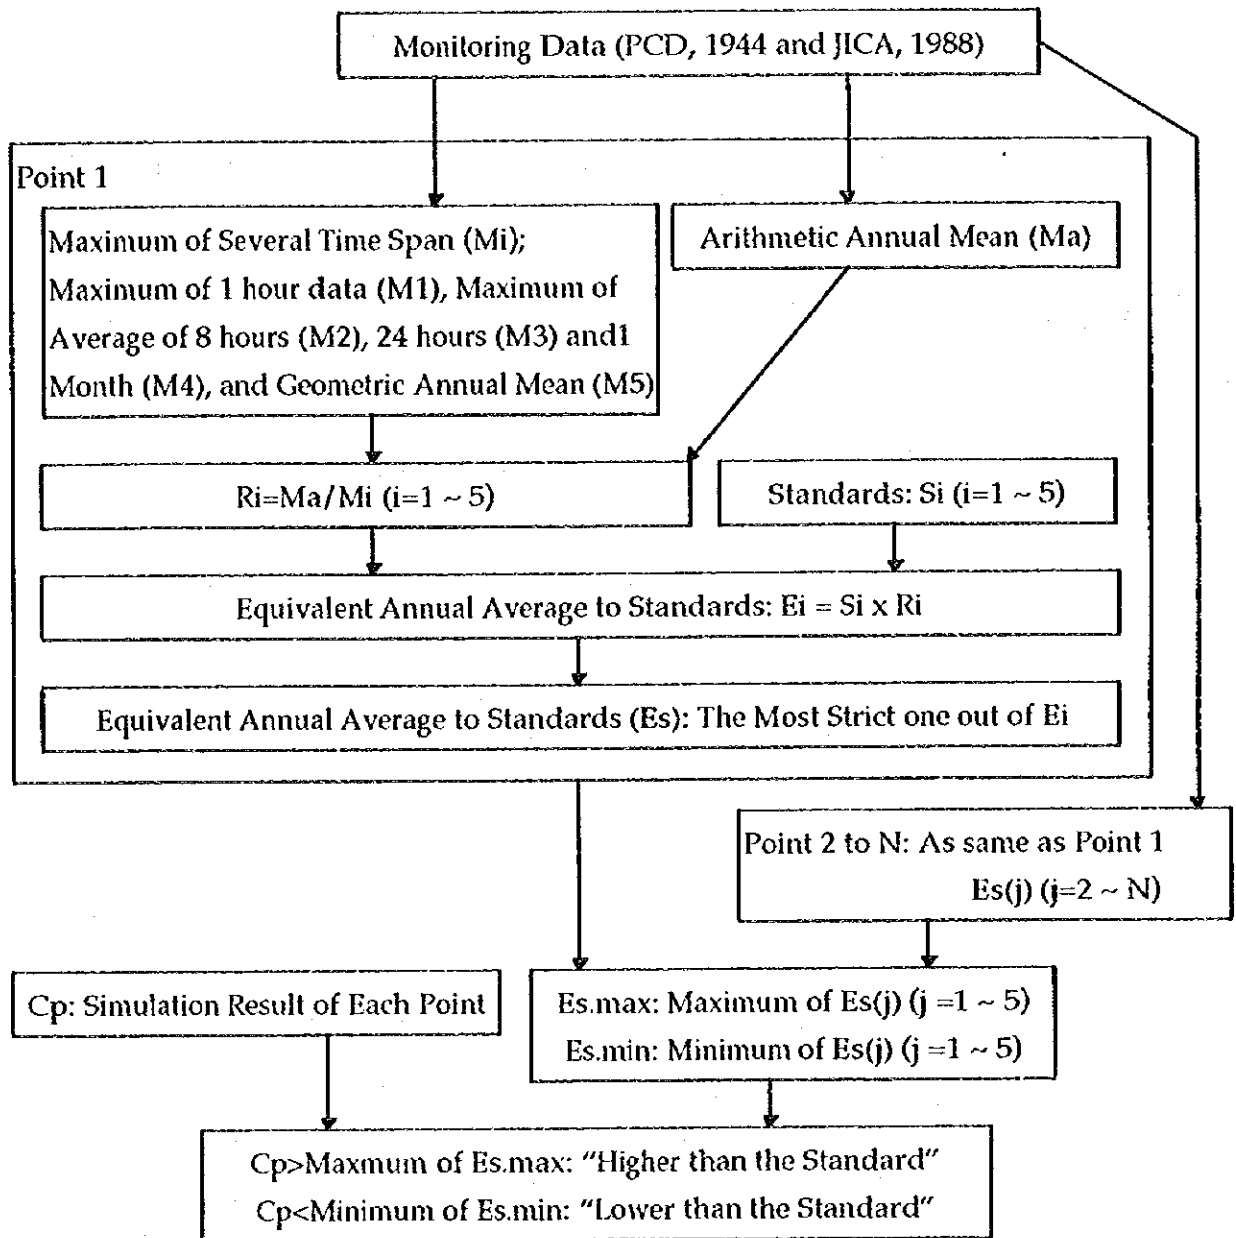 Monitoring Data (PCD, 1944 and JICA, 1988)
Point 1
Maximum of Several Time Span (Mi);
Maximum of 1 hour data (M1), Maximum of
Average of 8 hours (M2), 24 hours (M3) and1
Month (M4), and Geometric Annual Mean (M5)
Arithmetic Annual Mean (Ma)
Ri=Ma/Mi (i=1 ~ 5)
Standards: Si (i=1 ~ 5)
Equivalent Annual Average to Standards: Ei = Si x Ri
Equivalent Annual Average to Standards (Es): The Most Strict one out of Ei
Point 2 to N: As same as Point 1
Es(j) (j=2 ~ N)
Cp: Simulation Result of Each Point
Es.max: Maximum of Es(j) (j =1 ~ 5)
Es.min: Minimum of Es(j) (j =1 ~ 5)
Cp>Maxmum of Es.max: "Higher than the Standard"
Cp<Minimum of Es.min: "Lower than the Standard"